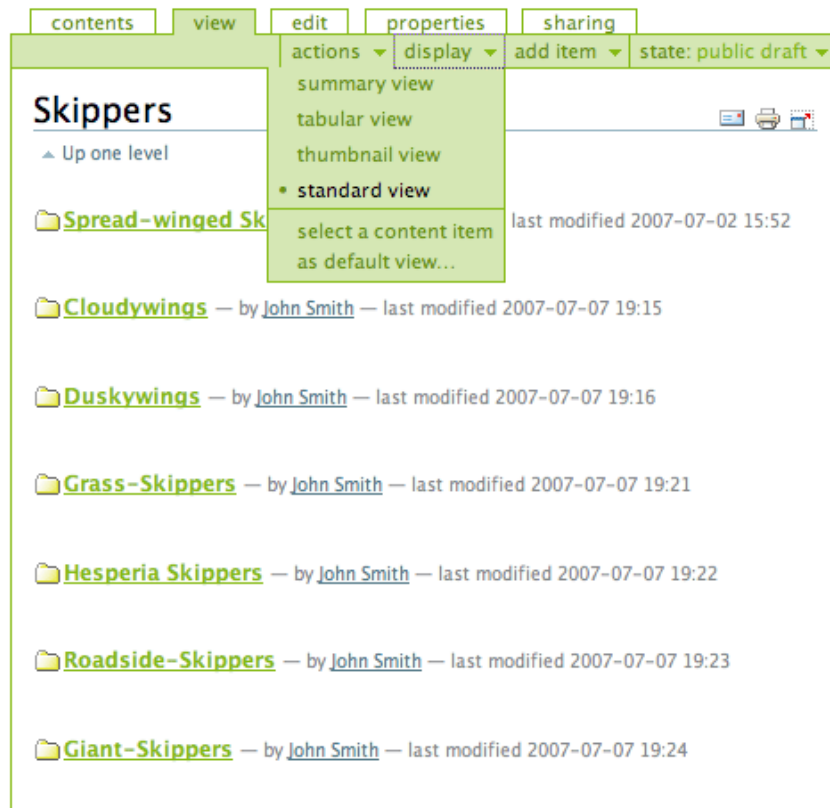 contents view edit properties sharing
actions display add item state: public draft
summary view
tabular view
thumbnail view
standard view
select a content item
as default view...
Skippers
Up one level
Spread-winged Sk last modified 2007-07-02 15:52
Cloudywings — by John Smith — last modified 2007-07-07 19:15
Duskywings — by John Smith — last modified 2007-07-07 19:16
Grass-Skippers — by John Smith — last modified 2007-07-07 19:21
Hesperia Skippers — by John Smith — last modified 2007-07-07 19:22
Roadside-Skippers — by John Smith — last modified 2007-07-07 19:23
Giant-Skippers — by John Smith — last modified 2007-07-07 19:24